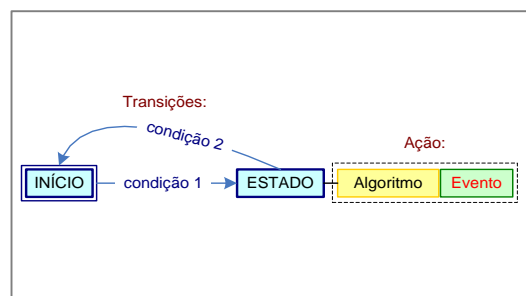 Transições:
condição 2
Ação:
INÍCIO
condição 1
ESTADO
Algoritmo
Evento